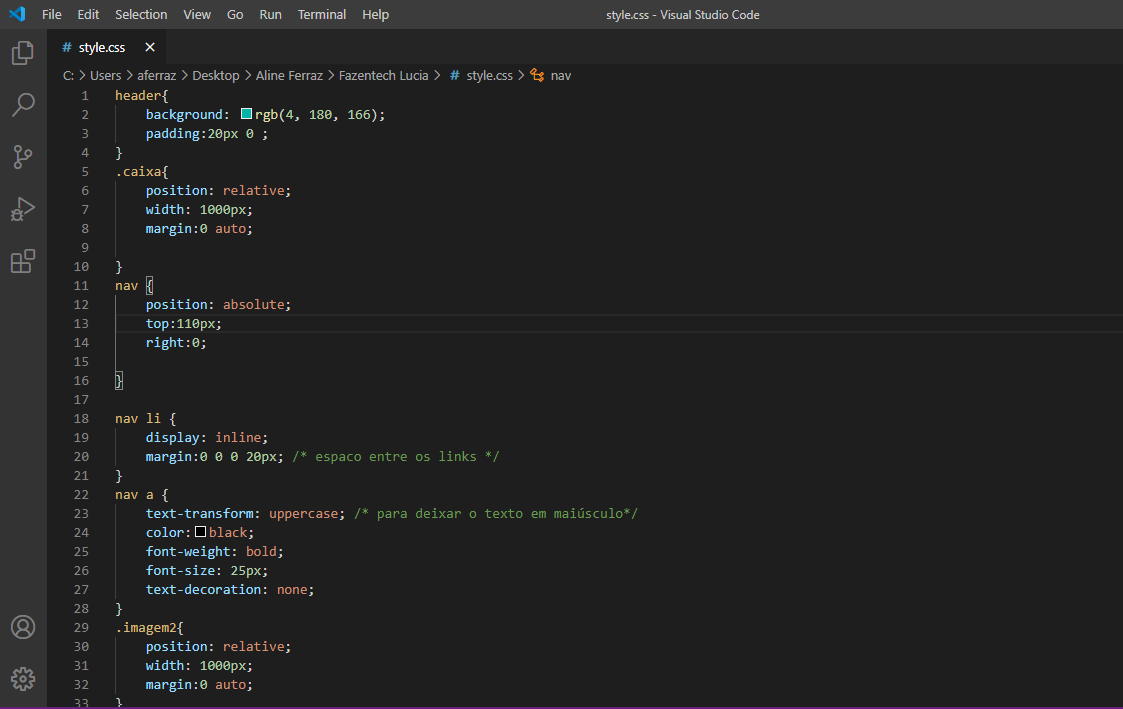 File Edit Selection View Go Run Terminal Help style.css - Visual Studio Code
# style.css ×
C: > Users > aferraz > Desktop > Aline Ferraz > Fazentech Lucia > # style.css > nav
1 header{
2 background: rgb(4, 180, 166);
3 padding:20px 0 ;
4 }
5 .caixa{
6 position: relative;
7 width: 1000px;
8 margin:0 auto;
9
10 }
11 nav {
12 position: absolute;
13 top:110px;
14 right:0;
15
16 }
17
18 nav li {
19 display: inline;
20 margin:0 0 0 20px; /* espaco entre os links */
21 }
22 nav a {
23 text-transform: uppercase; /* para deixar o texto em maiúsculo*/
24 color: black;
25 font-weight: bold;
26 font-size: 25px;
27 text-decoration: none;
28 }
29 .imagem2{
30 position: relative;
31 width: 1000px;
32 margin:0 auto;
33 }